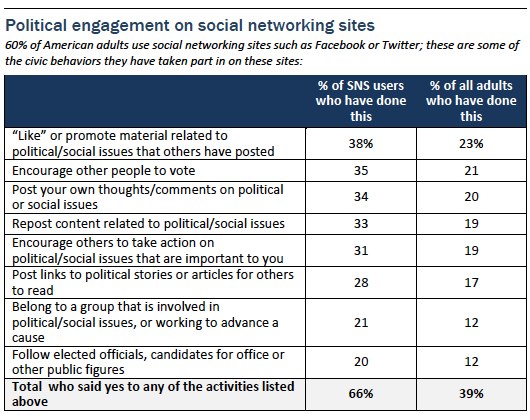 Political engagement on social networking sites
60% of American adults use social networking sites such as Facebook or Twitter; these are some of
the civic behaviors they have taken part in on these sites:
% of SNS users
who have done
this
% of all adults
who have done
this
“Like” or promote material related to
political/social issues that others have posted
38%
23%
Encourage other people to vote
35
21
Post your own thoughts/comments on political
or social issues
34
20
Repost content related to political/social issues
33
19
Encourage others to take action on
political/social issues that are important to you
31
19
Post links to political stories or articles for others
to read
28
17
Belong to a group that is involved in
political/social issues, or working to advance a
cause
21
12
Follow elected officials, candidates for office or
other public figures
20
12
Total who said yes to any of the activities listed
above
66%
39%